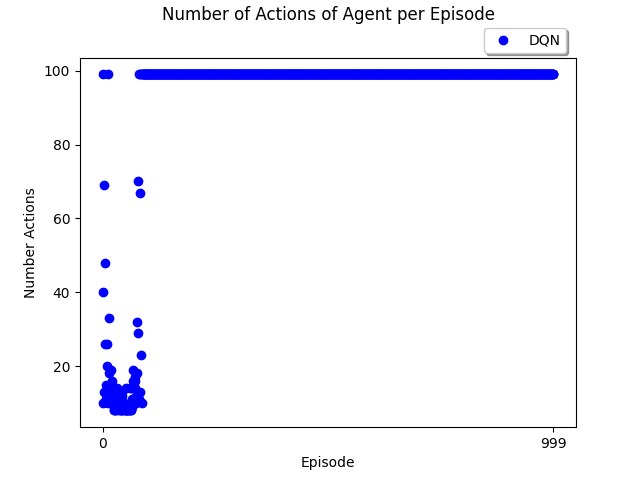 Number of Actions of Agent per Episode
DQN
100
80
60
40
20
Number Actions
0
999
Episode